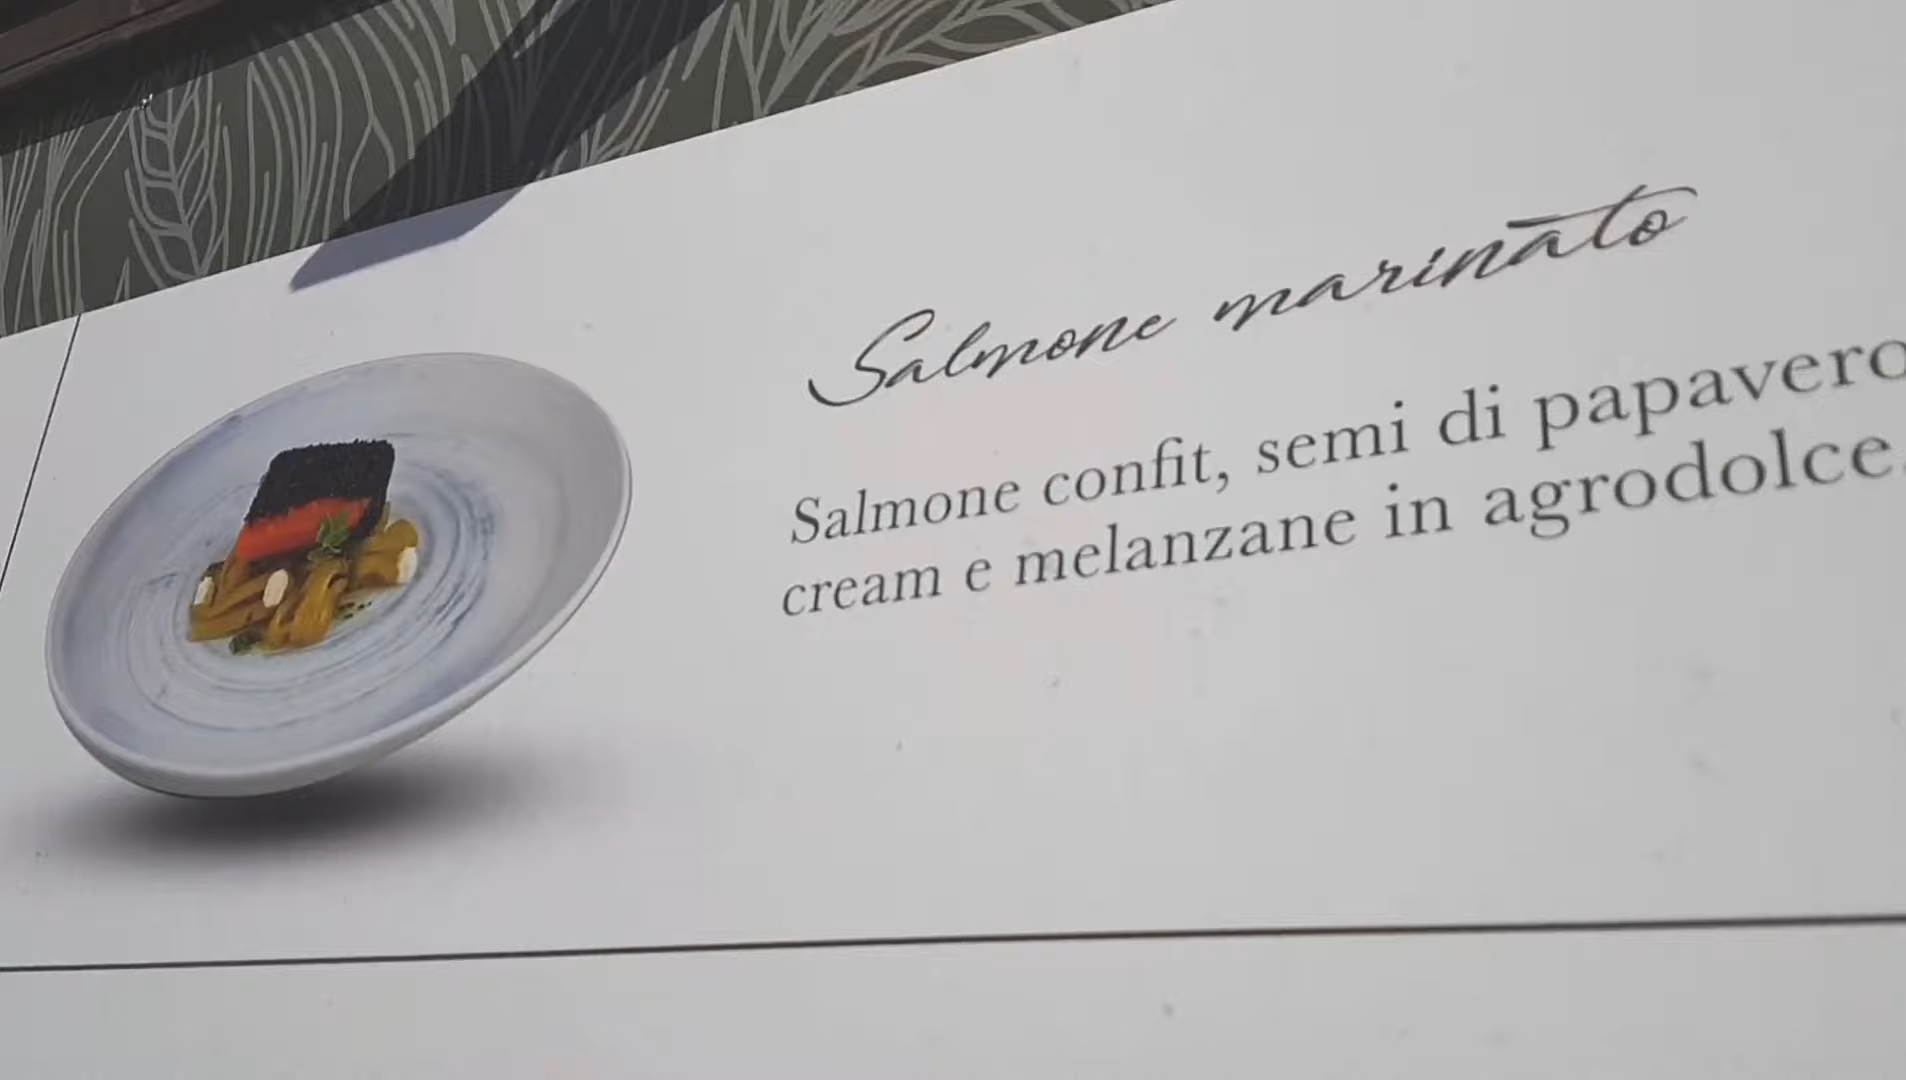 Salmone marinato
Salmone confit, semi di papavero
cream e melanzane in agrodolce.